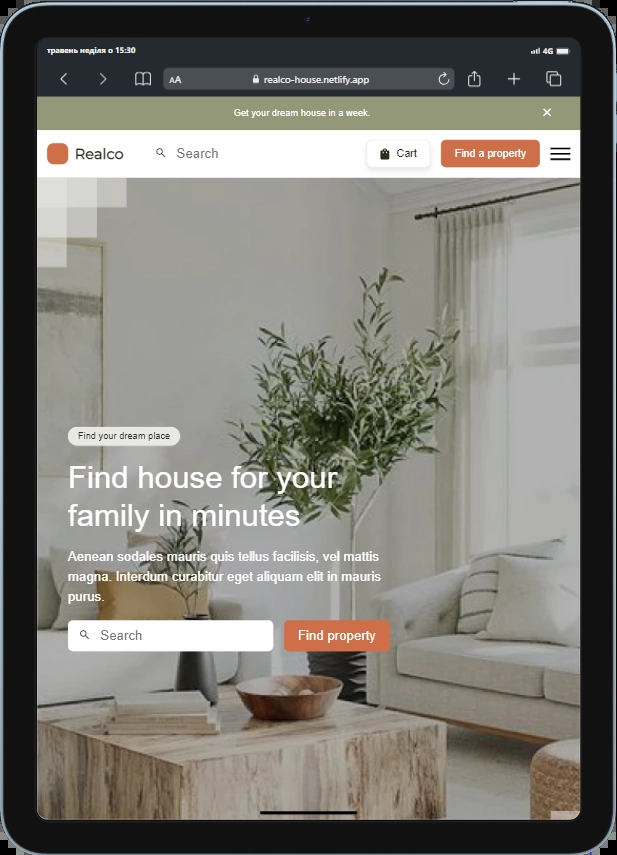 травень неділя о 15:30
4G
AA
realco-house.netlify.app
Get your dream house in a week.
Realco
Search
Cart
Find a property
Find your dream place
Find house for your
family in minutes
Aenean sodales mauris quis tellus facilisis, vel mattis
magna. Interdum curabitur eget aliquam elit in mauris
purus.
Search
Find property